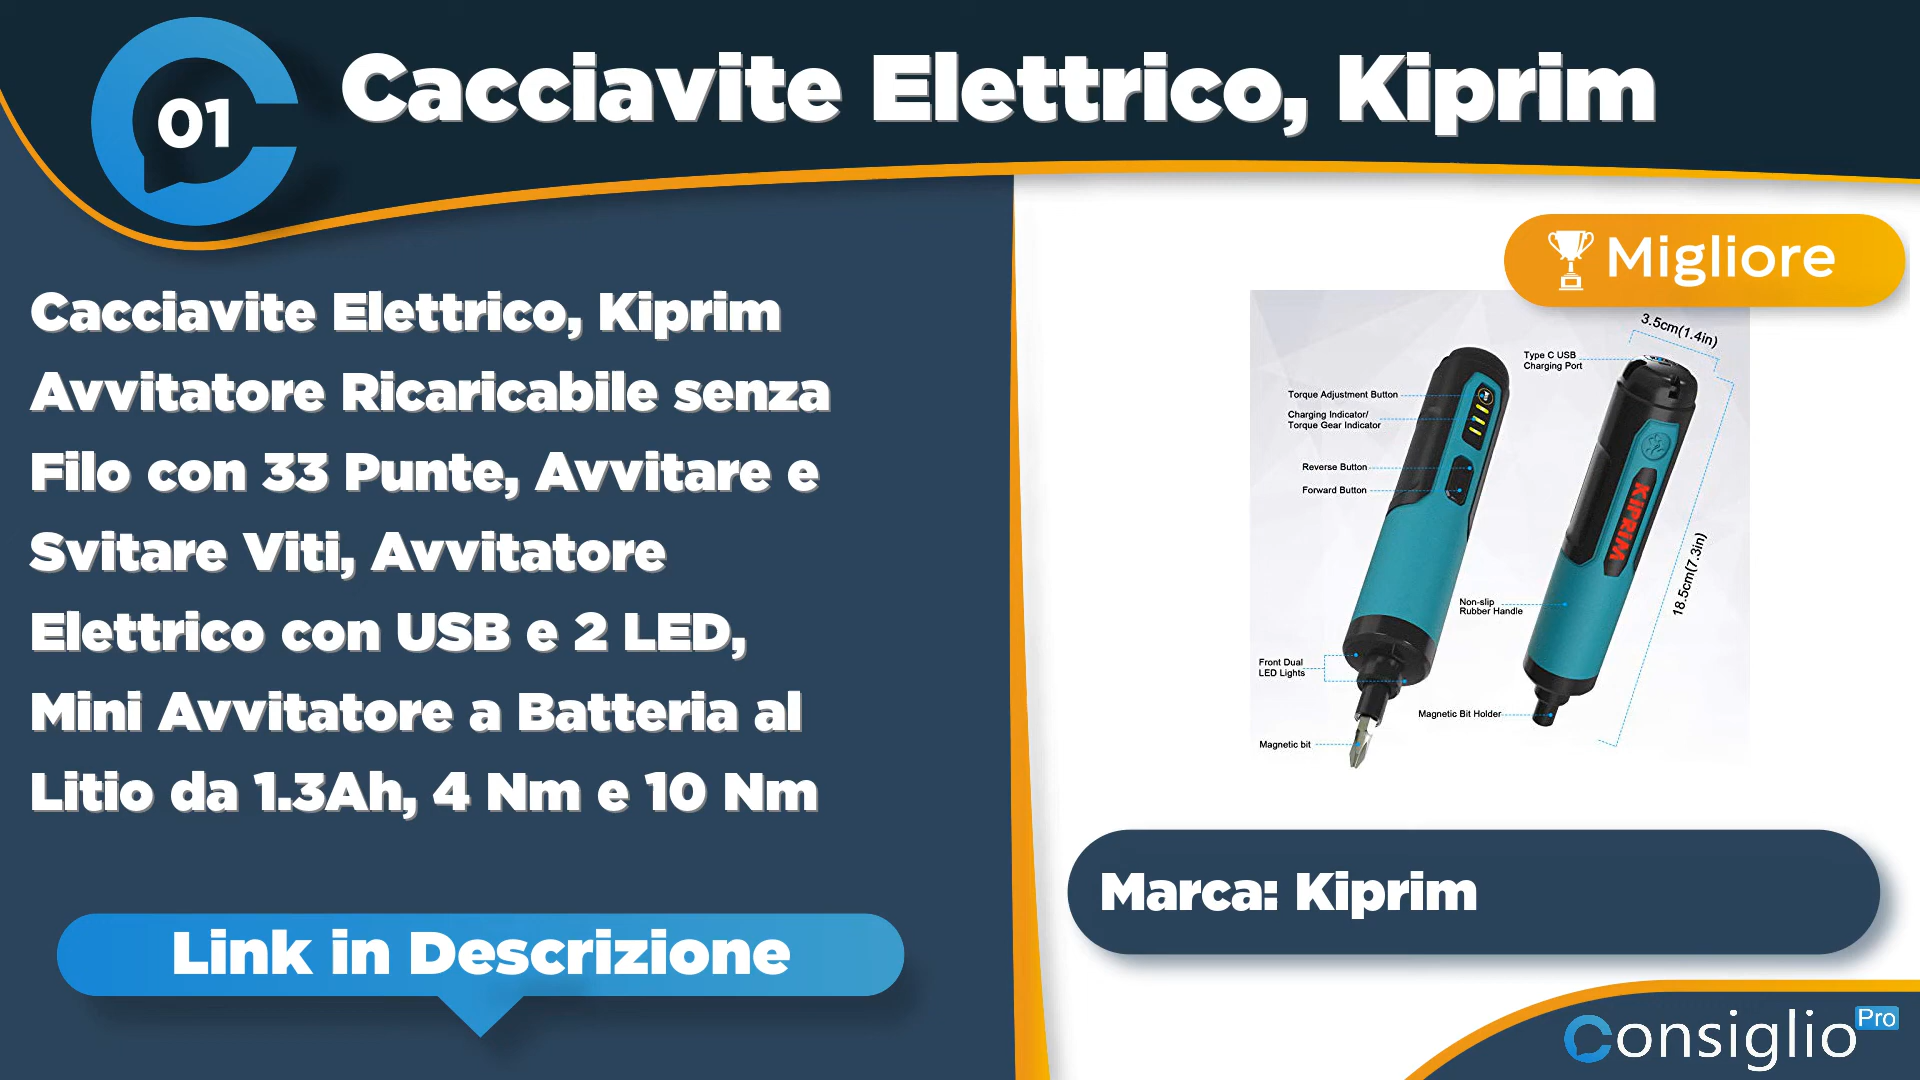 01
Cacciavite Elettrico, Kiprim
Cacciavite Elettrico, Kiprim
Avvitatore Ricaricabile senza
Filo con 33 Punte, Avvitare e
Svitare Viti, Avvitatore
Elettrico con USB e 2 LED,
Mini Avvitatore a Batteria al
Litio da 1.3Ah, 4 Nm e 10 Nm
Link in Descrizione
Migliore
3.5cm(1.4in)
Type C USB
Charging Port
Torque Adjustment Button
Charging Indicator/
Torque Gear Indicator
Reverse Button
Forward Button
KiPRiM
18.5cm(7.3in)
Non-slip
Rubber Handle
Front Dual
LED Lights
Magnetic Bit Holder
Magnetic bit
Marca: Kiprim
Consiglio Pro